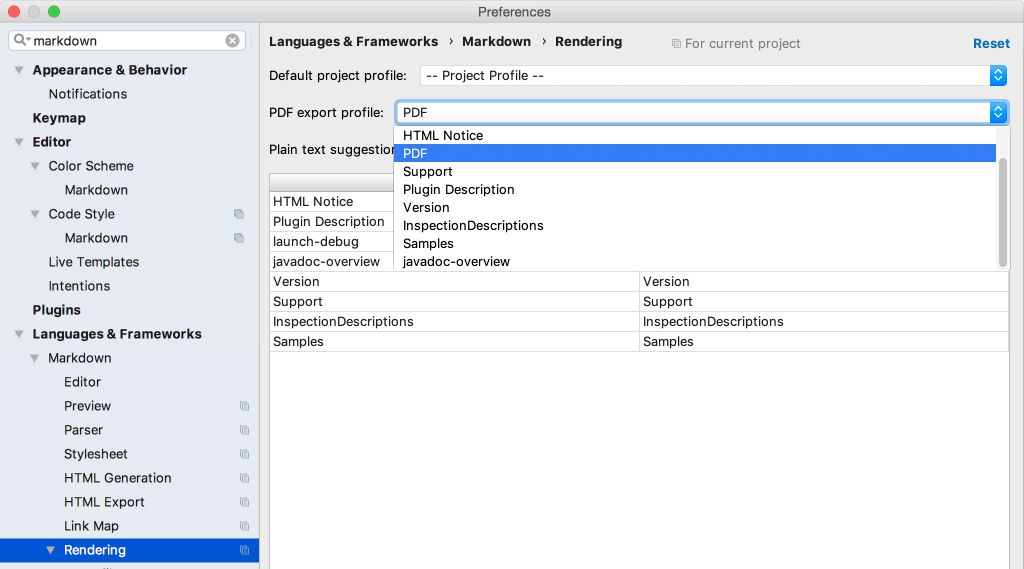 Preferences
markdown
Appearance & Behavior
Notifications
Keymap
Editor
Color Scheme
Markdown
Code Style
Markdown
Live Templates
Intentions
Plugins
Languages & Frameworks
Markdown
Editor
Preview
Parser
Stylesheet
HTML Generation
HTML Export
Link Map
Rendering
Languages & Frameworks › Markdown › Rendering
For current project
Reset
Default project profile: -- Project Profile --
PDF export profile: PDF
Plain text suggestion
HTML Notice
PDF
Support
Plugin Description
Version
InspectionDescriptions
Samples
javadoc-overview
HTML Notice
Plugin Description
launch-debug
javadoc-overview
Version Version
Support Support
InspectionDescriptions InspectionDescriptions
Samples Samples